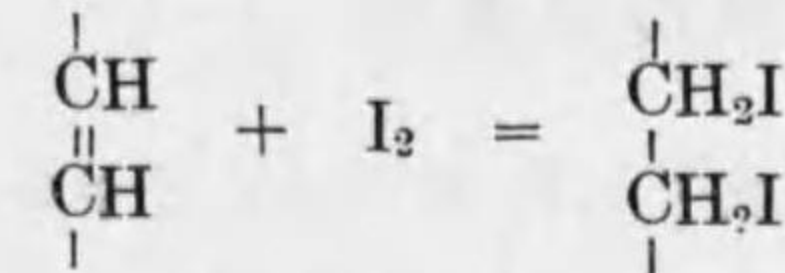 CH + I₂ = CH₂I
CH CH₂I